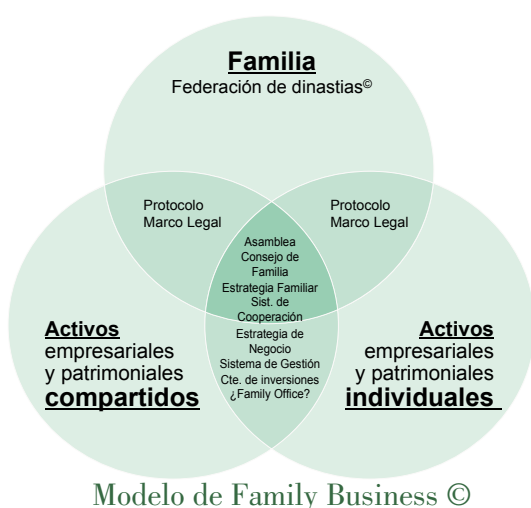 Familia
Federación de dinastias©
Protocolo
Marco Legal
Protocolo
Marco Legal
Asamblea
Consejo de
Familia
Estrategia Familiar
Sist. de
Cooperación
Estrategia de
Negocio
Sistema de Gestión
Cte. de inversiones
¿Family Office?
Activos
empresariales
y patrimoniales
compartidos
Activos
empresariales
y patrimoniales
individuales
Modelo de Family Business ©